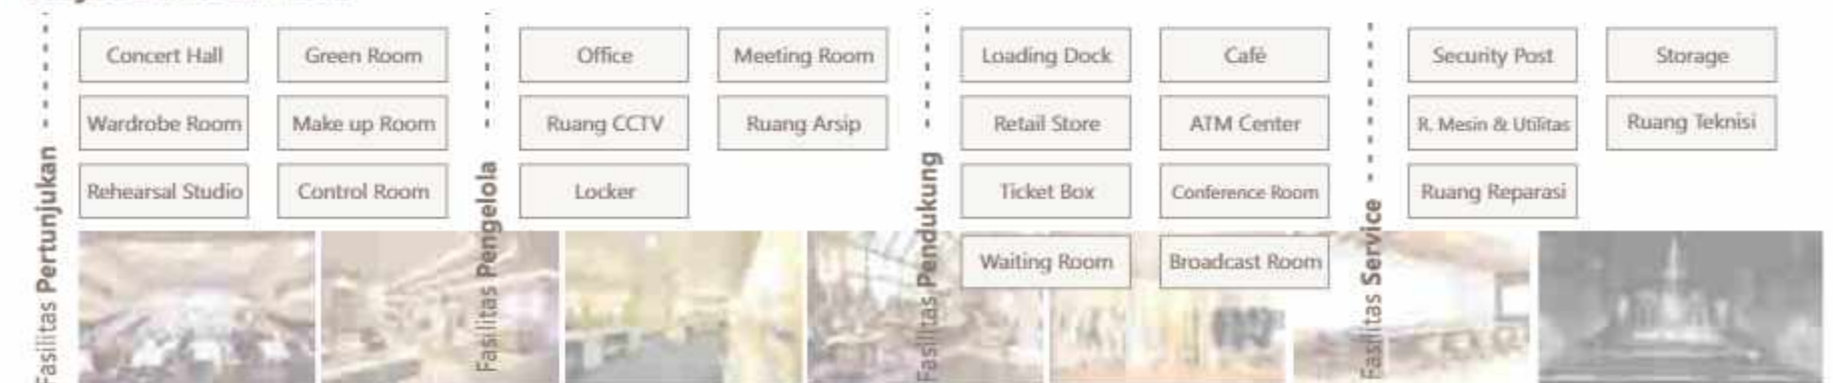 Fasilitas Pertunjukan
Concert Hall
Green Room
Wardrobe Room
Make up Room
Rehearsal Studio
Control Room
Fasilitas Pengelola
Office
Meeting Room
Ruang CCTV
Ruang Arsip
Locker
Fasilitas Pendukung
Loading Dock
Café
Retail Store
ATM Center
Ticket Box
Conference Room
Waiting Room
Broadcast Room
Fasilitas Service
Security Post
Storage
R. Mesin & Utilitas
Ruang Teknisi
Ruang Reparasi